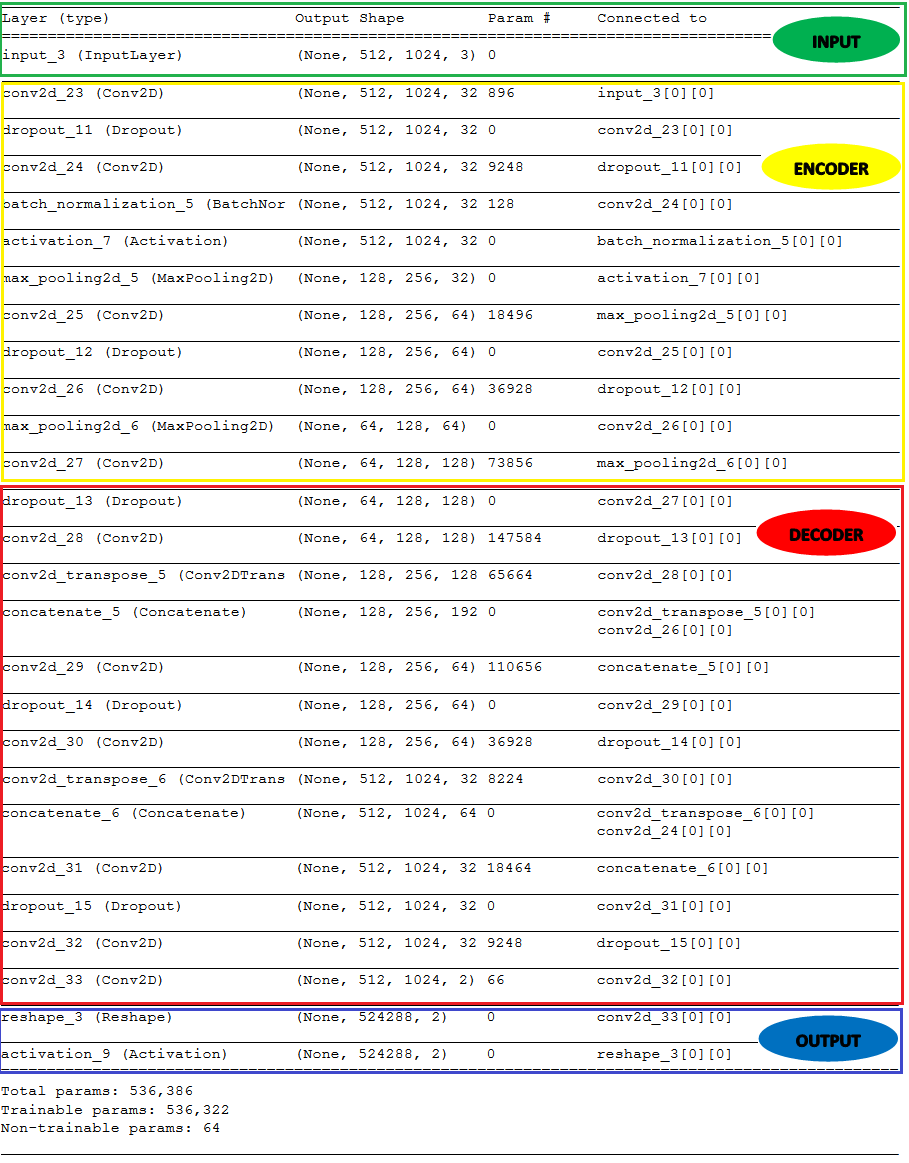 Layer (type) Output Shape Param # Connected to
==================================================================================================
INPUT
input_3 (InputLayer) (None, 512, 1024, 3) 0
conv2d_23 (Conv2D) (None, 512, 1024, 32 896 input_3[0][0]
dropout_11 (Dropout) (None, 512, 1024, 32 0 conv2d_23[0][0]
conv2d_24 (Conv2D) (None, 512, 1024, 32 9248 dropout_11[0][0]
ENCODER
batch_normalization_5 (BatchNor (None, 512, 1024, 32 128 conv2d_24[0][0]
activation_7 (Activation) (None, 512, 1024, 32 0 batch_normalization_5[0][0]
max_pooling2d_5 (MaxPooling2D) (None, 128, 256, 32) 0 activation_7[0][0]
conv2d_25 (Conv2D) (None, 128, 256, 64) 18496 max_pooling2d_5[0][0]
dropout_12 (Dropout) (None, 128, 256, 64) 0 conv2d_25[0][0]
conv2d_26 (Conv2D) (None, 128, 256, 64) 36928 dropout_12[0][0]
max_pooling2d_6 (MaxPooling2D) (None, 64, 128, 64) 0 conv2d_26[0][0]
conv2d_27 (Conv2D) (None, 64, 128, 128) 73856 max_pooling2d_6[0][0]
dropout_13 (Dropout) (None, 64, 128, 128) 0 conv2d_27[0][0]
conv2d_28 (Conv2D) (None, 64, 128, 128) 147584 dropout_13[0][0]
DECODER
conv2d_transpose_5 (Conv2DTrans (None, 128, 256, 128 65664 conv2d_28[0][0]
concatenate_5 (Concatenate) (None, 128, 256, 192 0 conv2d_transpose_5[0][0]
conv2d_26[0][0]
conv2d_29 (Conv2D) (None, 128, 256, 64) 110656 concatenate_5[0][0]
dropout_14 (Dropout) (None, 128, 256, 64) 0 conv2d_29[0][0]
conv2d_30 (Conv2D) (None, 128, 256, 64) 36928 dropout_14[0][0]
conv2d_transpose_6 (Conv2DTrans (None, 512, 1024, 32 8224 conv2d_30[0][0]
concatenate_6 (Concatenate) (None, 512, 1024, 64 0 conv2d_transpose_6[0][0]
conv2d_24[0][0]
conv2d_31 (Conv2D) (None, 512, 1024, 32 18464 concatenate_6[0][0]
dropout_15 (Dropout) (None, 512, 1024, 32 0 conv2d_31[0][0]
conv2d_32 (Conv2D) (None, 512, 1024, 32 9248 dropout_15[0][0]
conv2d_33 (Conv2D) (None, 512, 1024, 2) 66 conv2d_32[0][0]
reshape_3 (Reshape) (None, 524288, 2) 0 conv2d_33[0][0]
OUTPUT
activation_9 (Activation) (None, 524288, 2) 0 reshape_3[0][0]
==================================================================================================
Total params: 536,386
Trainable params: 536,322
Non-trainable params: 64